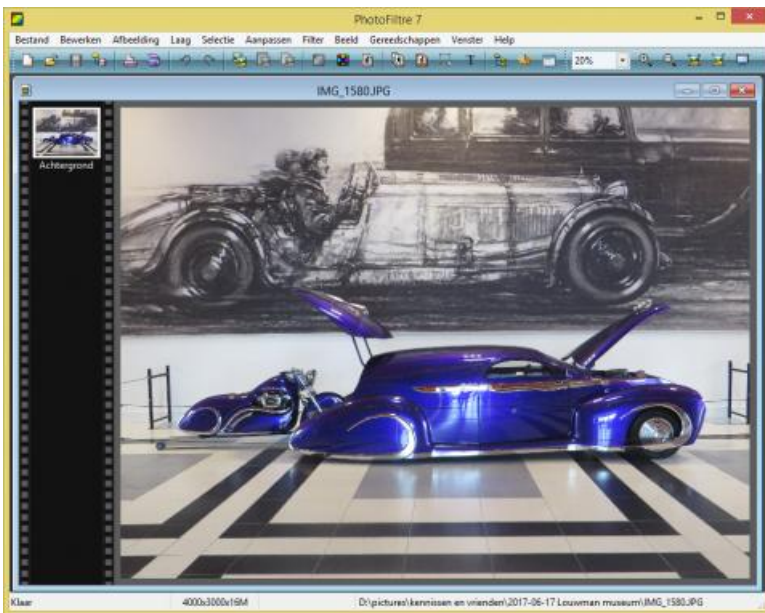 PhotoFiltre 7
Bestand Bewerken Afbeelding Laag Selectie Aanpassen Filter Beeld Gereedschappen Venster Help
T 20%
IMG_1580.JPG
Achtergrond
Klaar 4000x3000x16M D:\pictures\kennissen en vrienden\2017-06-17 Louwman museum\IMG_1580.JPG